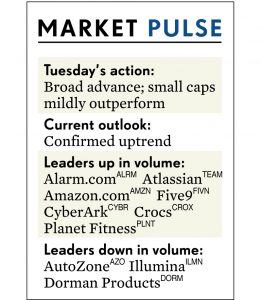 MARKET PULSE
Tuesday's action:
Broad advance; small caps
mildly outperform
Current outlook:
Confirmed uptrend
Leaders up in volume:
Alarm.com ALRM Atlassian TEAM
Amazon.com AMZN Five9 FIVN
CyberArk CYBR Crocs CROX
Planet Fitness PLNT
Leaders down in volume:
AutoZone AZO Illumina ILMN
Dorman Products DORM